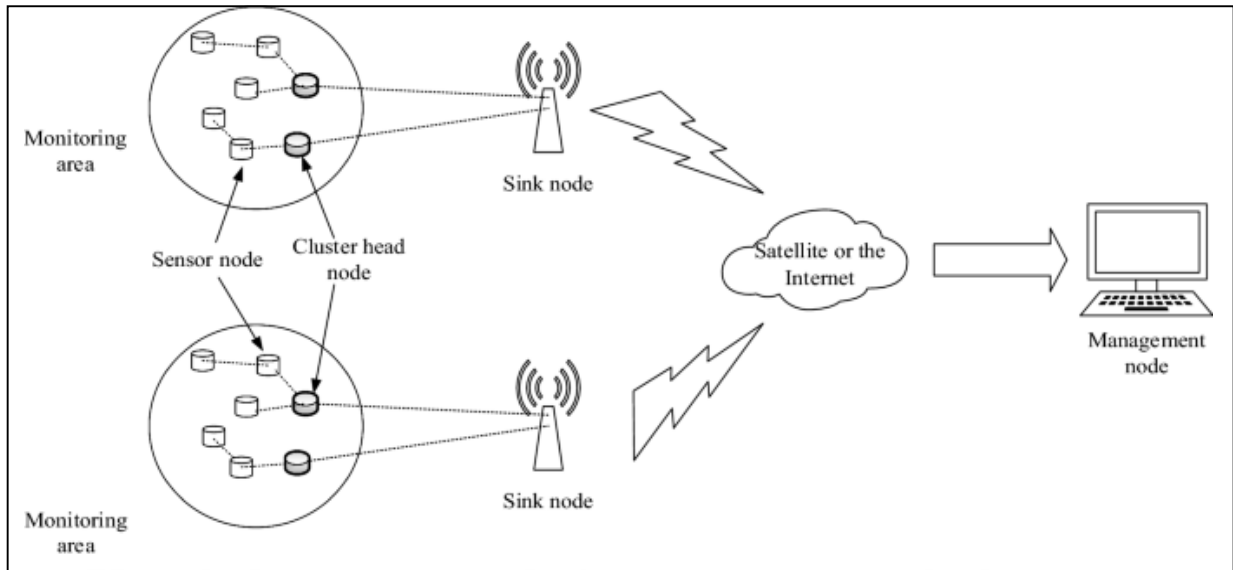 Monitoring
area
Sink node
Sensor node
Cluster head
node
Satellite or the
Internet
Management
node
Sink node
Monitoring
area